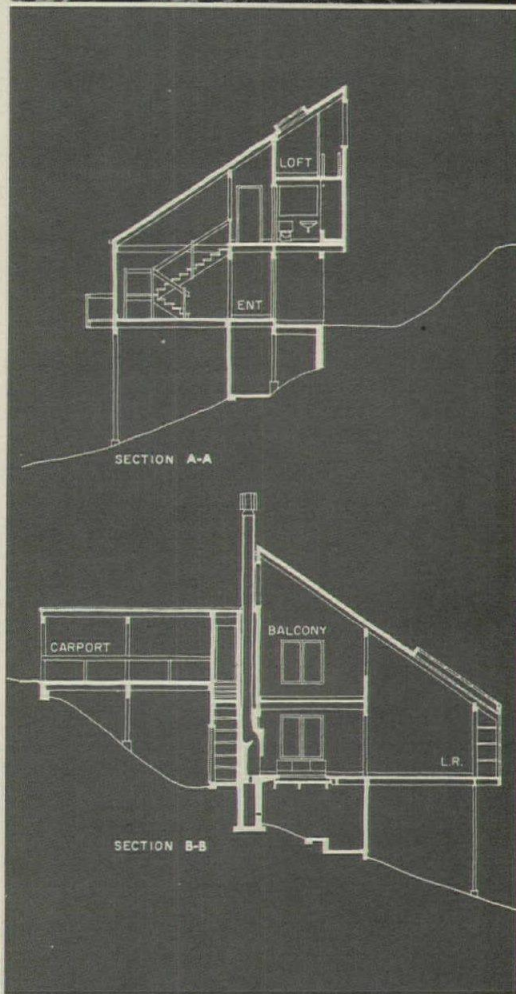 LOFT
ENT.
SECTION A-A
CARPORT
BALCONY
L.R.
SECTION B-B